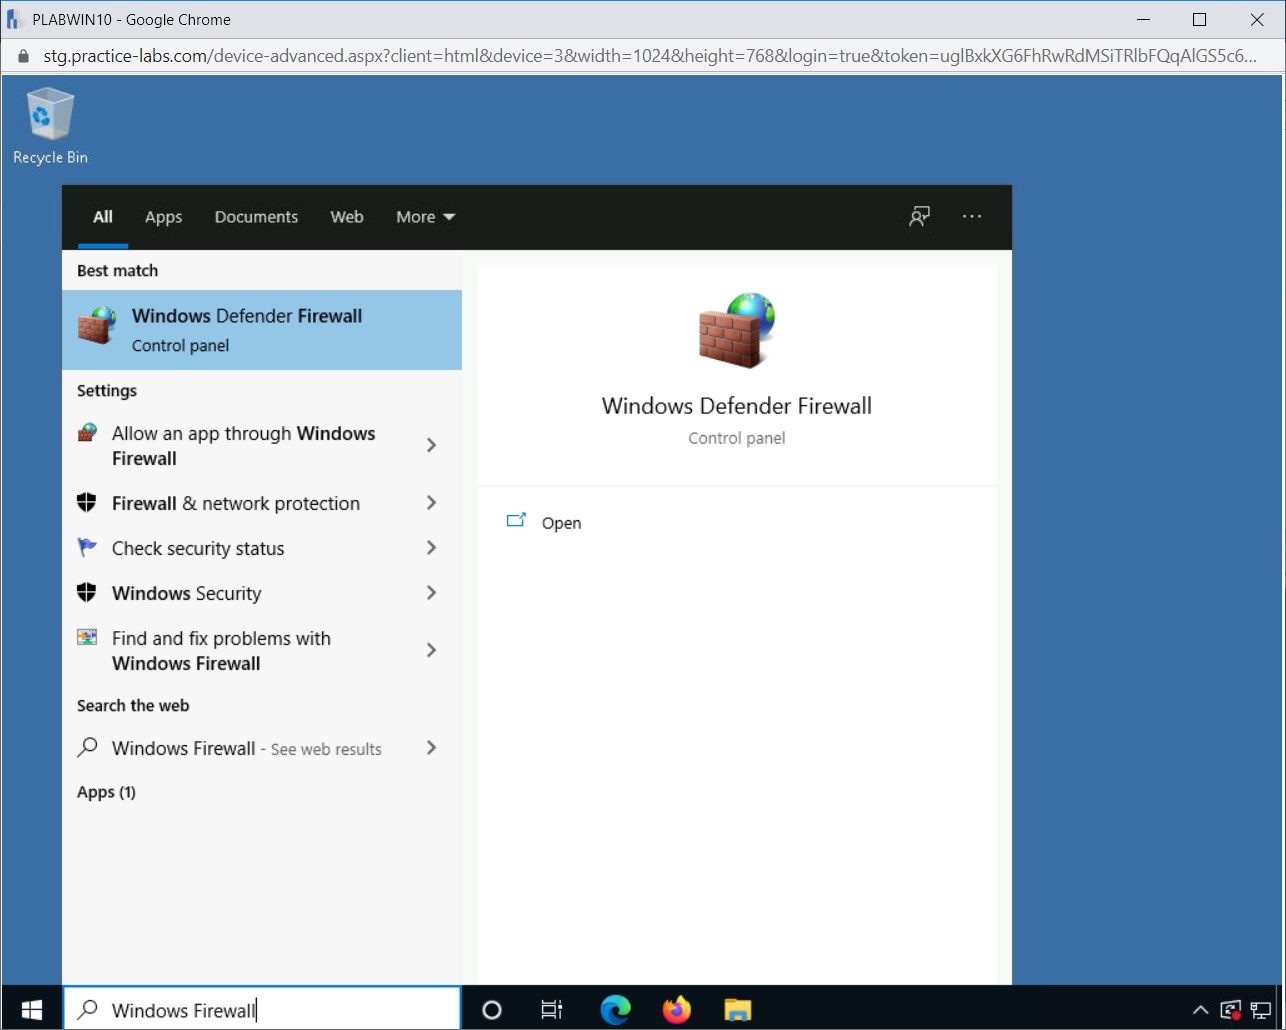 PLABWIN10 - Google Chrome
stg.practice-labs.com/device-advanced.aspx?client=html&device=3&width=1024&height=768&login=true&token=uglBxkXG6FhRwRdMSiTRlbFQqAlGS5c6...
Recycle Bin
All Apps Documents Web More
Best match
Windows Defender Firewall
Control panel
Settings
Allow an app through Windows
Firewall
Firewall & network protection
Check security status
Windows Security
Find and fix problems with
Windows Firewall
Search the web
Windows Firewall - See web results
Apps (1)
Windows Defender Firewall
Control panel
Open
Windows Firewall